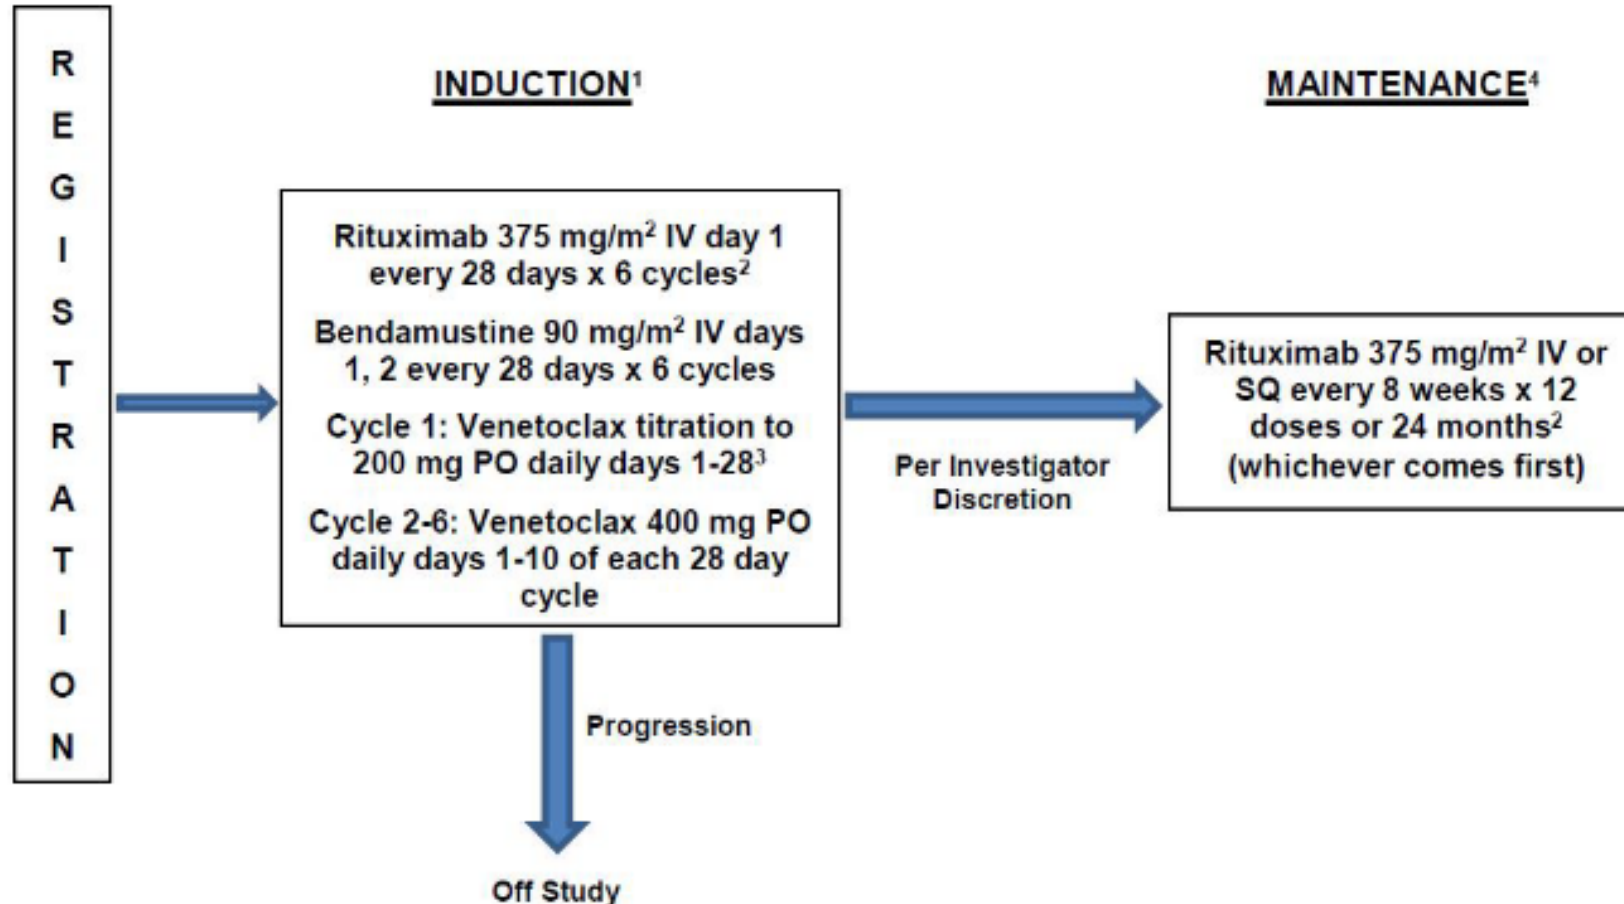 R
E
G
I
S
T
R
A
T
I
O
N
INDUCTION¹
Rituximab 375 mg/m² IV day 1
every 28 days x 6 cycles²
Bendamustine 90 mg/m² IV days
1, 2 every 28 days x 6 cycles
Cycle 1: Venetoclax titration to
200 mg PO daily days 1-28³
Cycle 2-6: Venetoclax 400 mg PO
daily days 1-10 of each 28 day
cycle
Progression
Off Study
Per Investigator
Discretion
MAINTENANCE⁴
Rituximab 375 mg/m² IV or
SQ every 8 weeks x 12
doses or 24 months²
(whichever comes first)